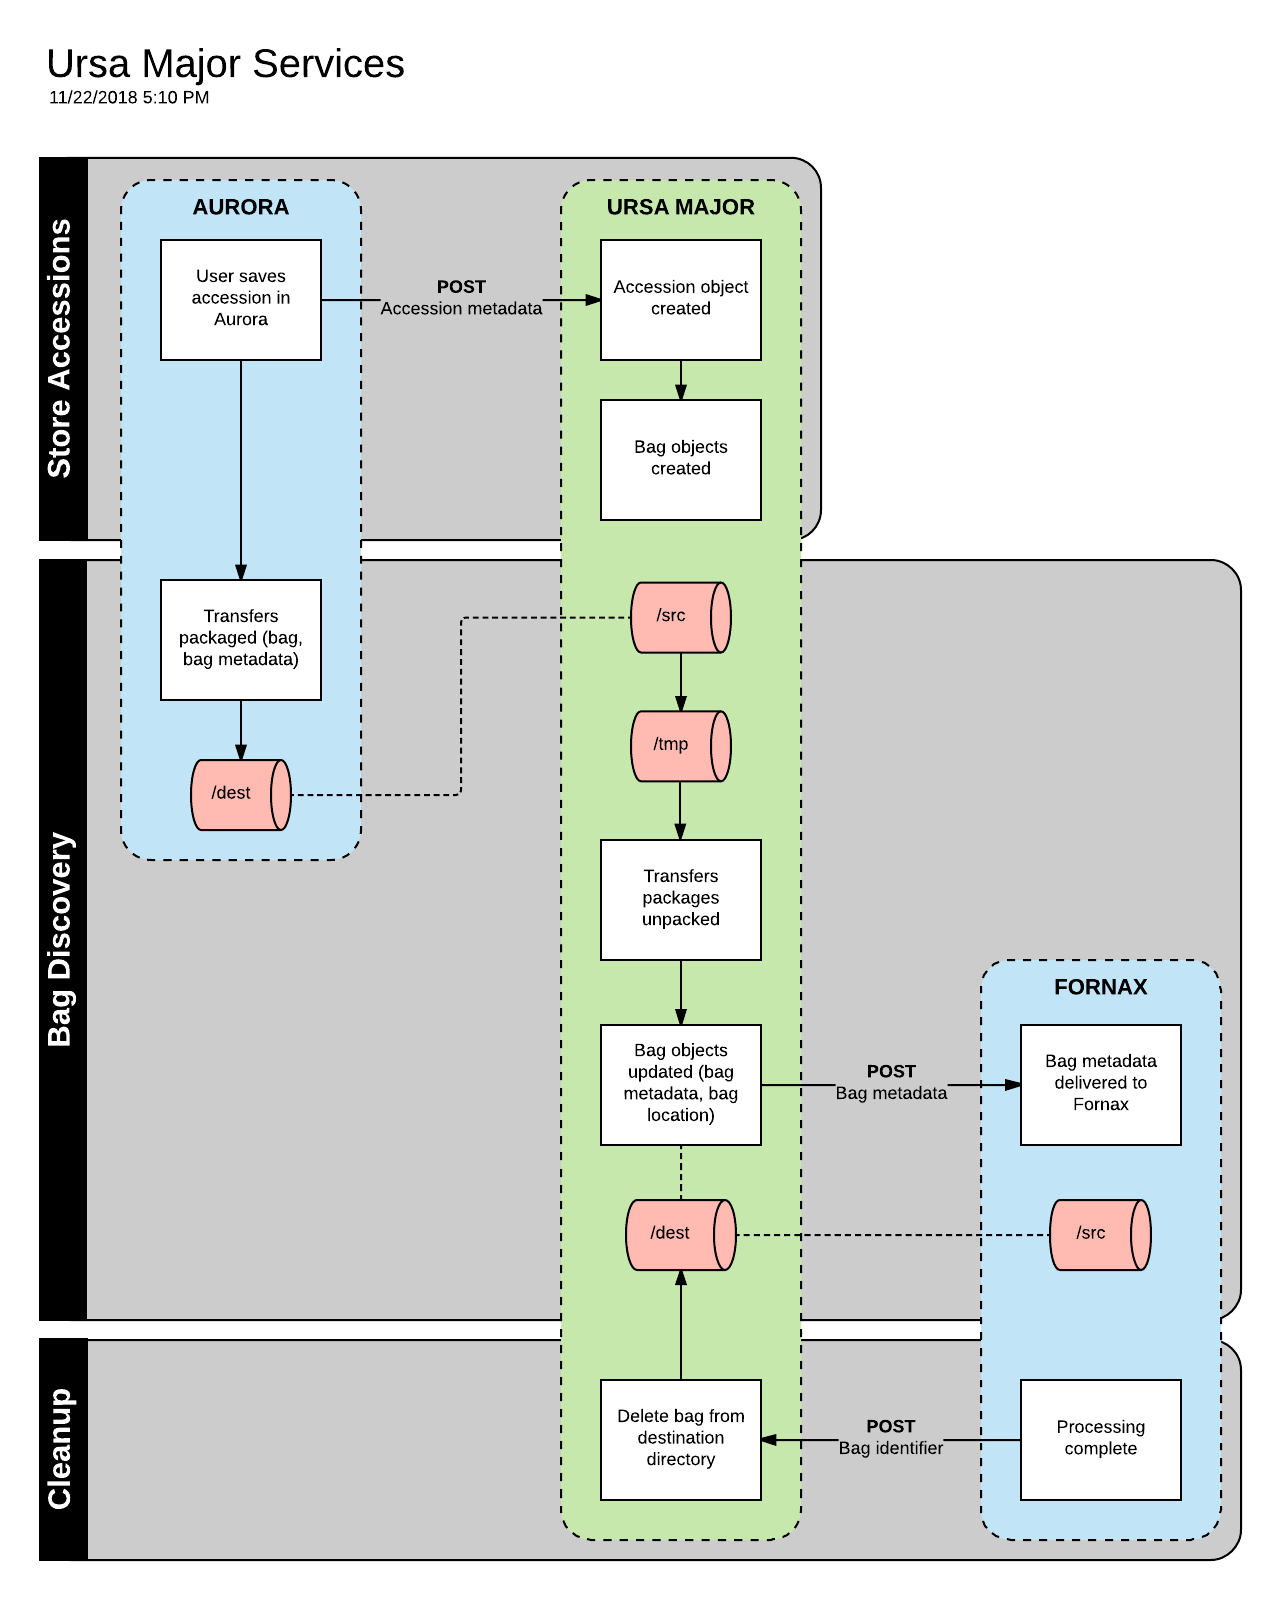 Ursa Major Services
11/22/2018 5:10 PM
Store Accessions
AURORA
URSA MAJOR
User saves
accession in
Aurora
POST
Accession metadata
Accession object
created
Bag objects
created
Bag Discovery
Transfers
packaged (bag,
bag metadata)
/dest
/src
/tmp
Transfers
packages
unpacked
FORNAX
Bag objects
updated (bag
metadata, bag
location)
POST
Bag metadata
Bag metadata
delivered to
Fornax
/dest
/src
Cleanup
Delete bag from
destination
directory
POST
Bag identifier
Processing
complete